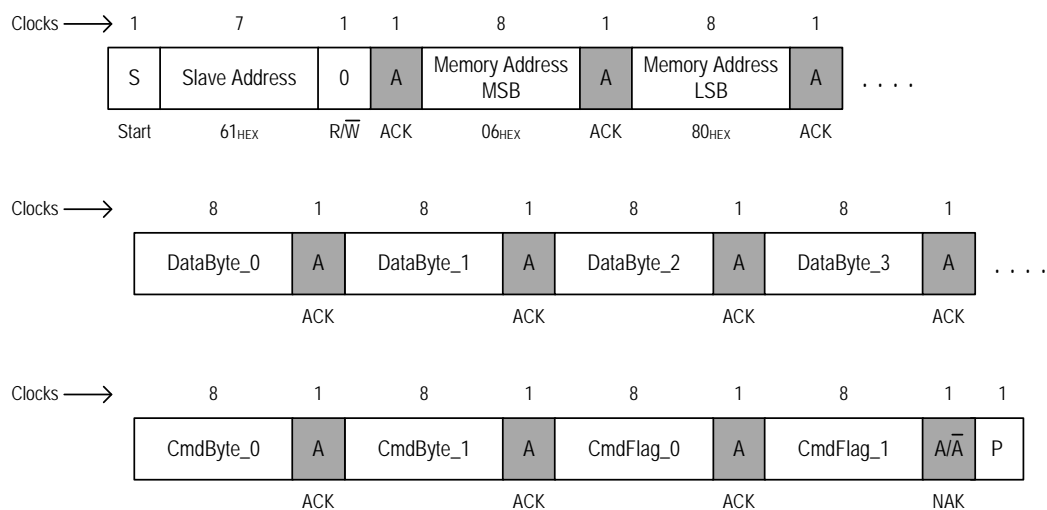 Clocks 1 7 1 1 8 1 8 1
S Slave Address 0 A Memory Address MSB A Memory Address LSB A . . . .
Start 61HEX R/W̅ ACK 06HEX ACK 80HEX ACK
Clocks 8 1 8 1 8 1 8 1
DataByte_0 A DataByte_1 A DataByte_2 A DataByte_3 A . . . .
ACK ACK ACK ACK
Clocks 8 1 8 1 8 1 8 1 1
CmdByte_0 A CmdByte_1 A CmdFlag_0 A CmdFlag_1 A/A̅ P
ACK ACK ACK NAK